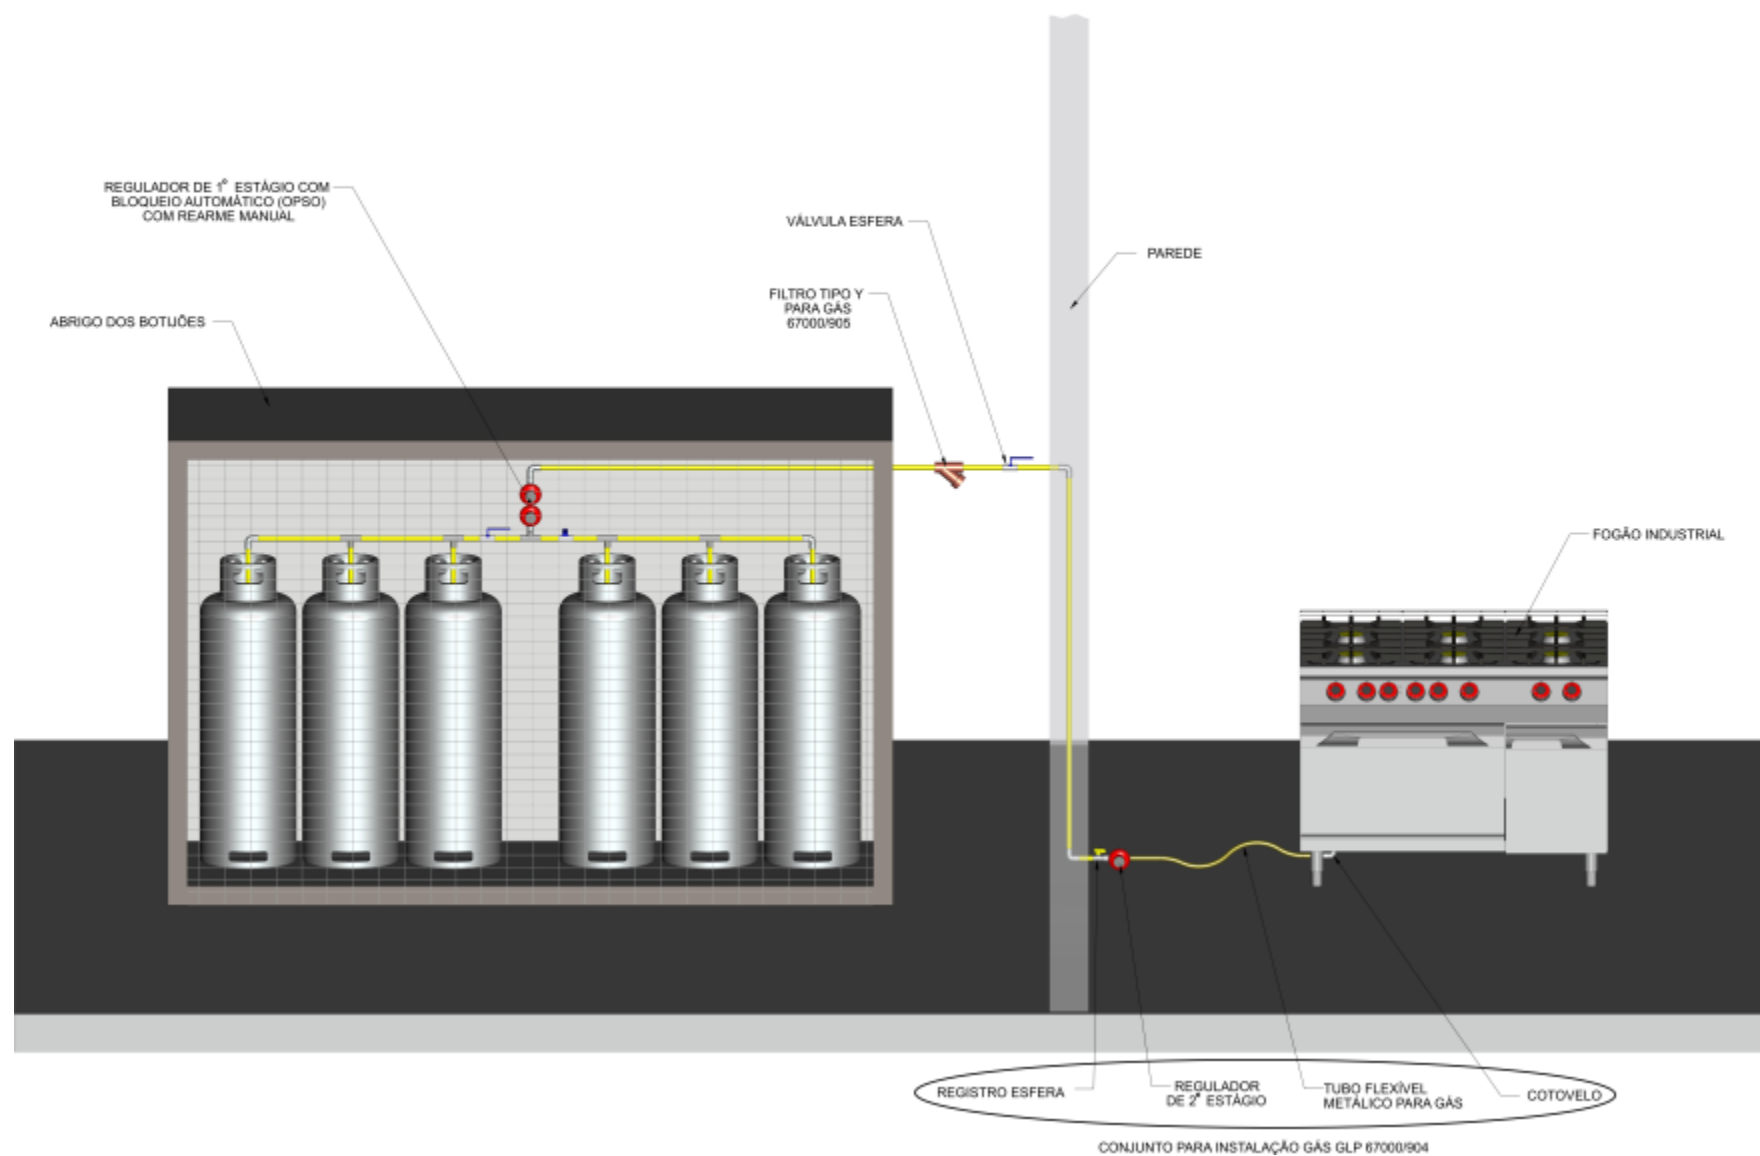 REGULADOR DE 1° ESTÁGIO COM
BLOQUEIO AUTOMÁTICO (OPSO)
COM REARME MANUAL
VÁLVULA ESFERA
PAREDE
FILTRO TIPO Y
PARA GÁS
67000/905
ABRIGO DOS BOTIJÕES
FOGÃO INDUSTRIAL
REGISTRO ESFERA
REGULADOR
DE 2° ESTÁGIO
TUBO FLEXÍVEL
METÁLICO PARA GÁS
COTOVELO
CONJUNTO PARA INSTALAÇÃO GÁS GLP 67000/904